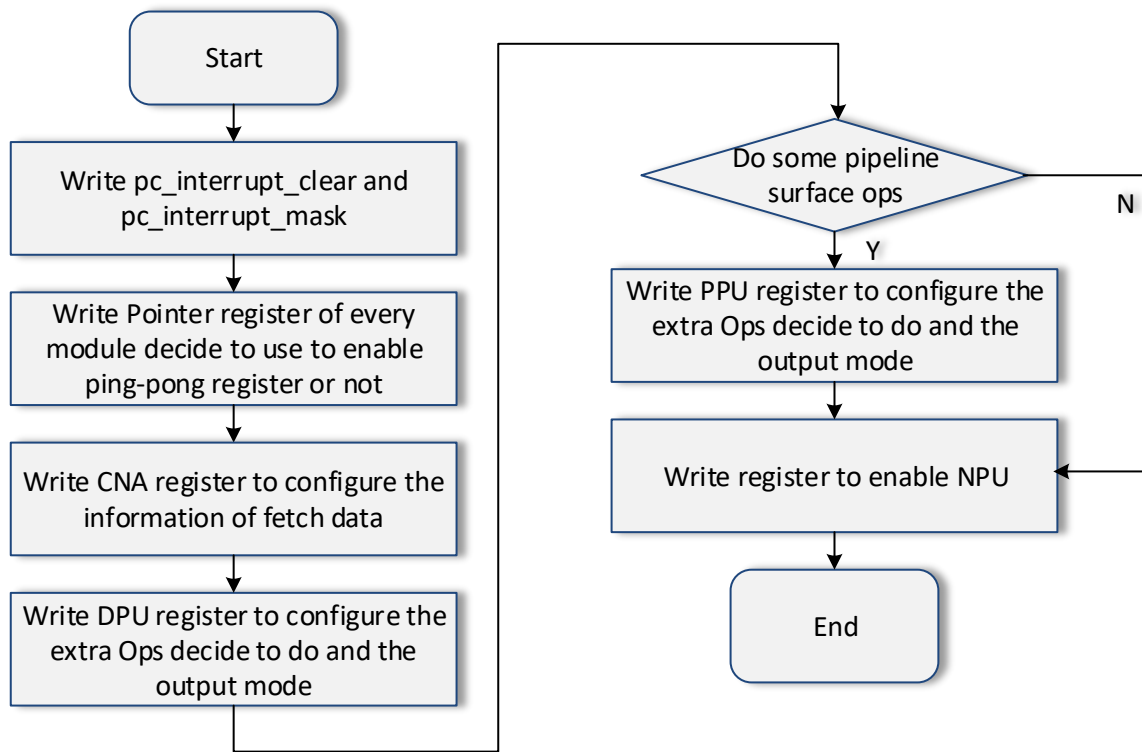 Start
Write pc_interrupt_clear and
pc_interrupt_mask
Write Pointer register of every
module decide to use to enable
ping-pong register or not
Write CNA register to configure the
information of fetch data
Write DPU register to configure the
extra Ops decide to do and the
output mode
Do some pipeline
surface ops
N
Y
Write PPU register to configure the
extra Ops decide to do and the
output mode
Write register to enable NPU
End